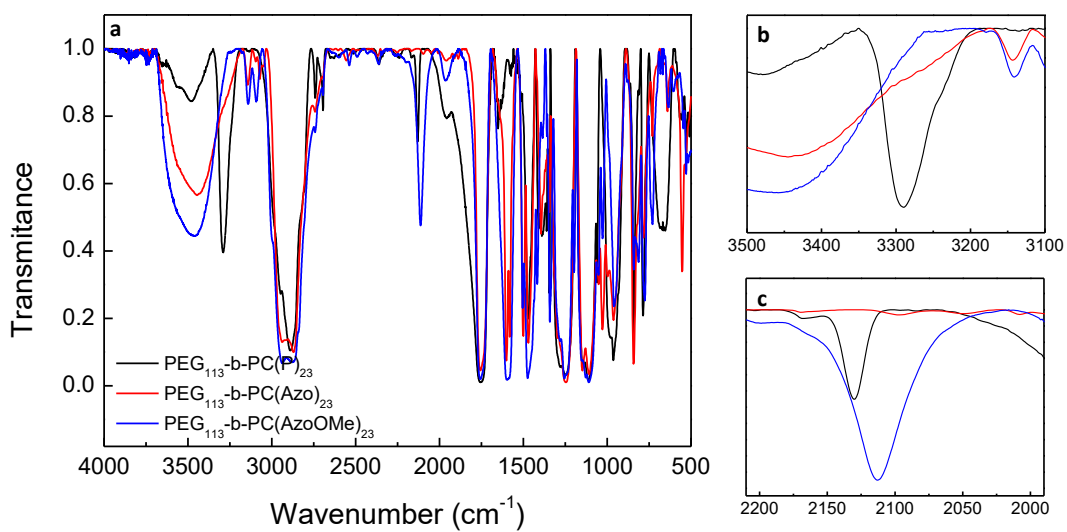 a
Transmitance
1.0
0.8
0.6
0.4
0.2
0.0
PEG₁₁₃-b-PC(P)₂₃
PEG₁₁₃-b-PC(Azo)₂₃
PEG₁₁₃-b-PC(AzoOMe)₂₃
4000 3500 3000 2500 2000 1500 1000 500
Wavenumber (cm⁻¹)
b
3500 3400 3300 3200 3100
c
2200 2150 2100 2050 2000